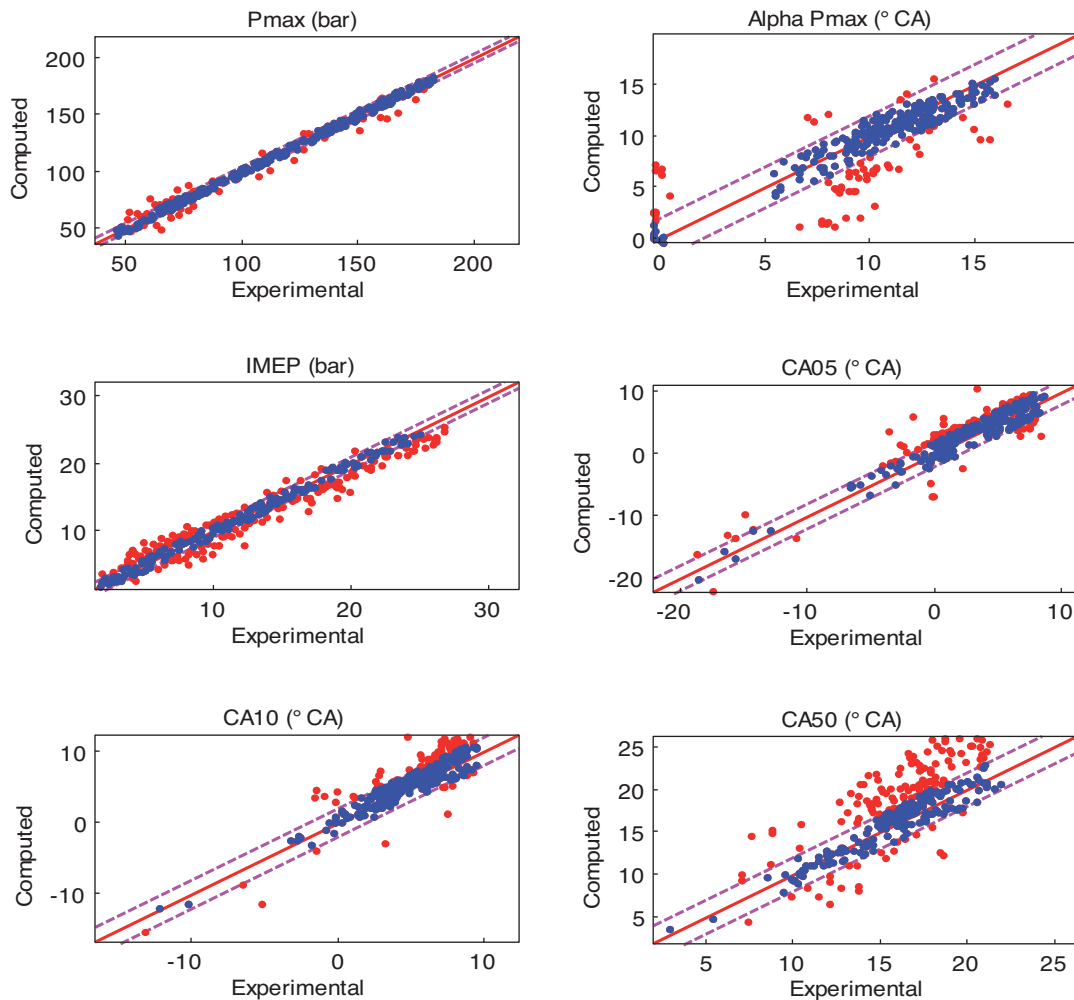 Pmax (bar)
200
150
100
50
Computed
50 100 150 200
Experimental
Alpha Pmax (° CA)
15
10
5
0
Computed
0 5 10 15
Experimental
IMEP (bar)
30
20
10
Computed
10 20 30
Experimental
CA05 (° CA)
10
0
-10
-20
Computed
-20 -10 0 10
Experimental
CA10 (° CA)
10
0
-10
Computed
-10 0 10
Experimental
CA50 (° CA)
25
20
15
10
5
Computed
5 10 15 20 25
Experimental